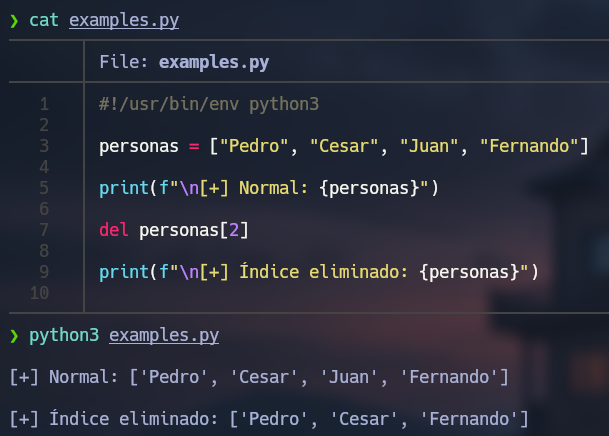 ❯ cat examples.py
File: examples.py
1 #!/usr/bin/env python3
2
3 personas = ["Pedro", "Cesar", "Juan", "Fernando"]
4
5 print(f"\n[+] Normal: {personas}")
6
7 del personas[2]
8
9 print(f"\n[+] Índice eliminado: {personas}")
10
❯ python3 examples.py
[+] Normal: ['Pedro', 'Cesar', 'Juan', 'Fernando']
[+] Índice eliminado: ['Pedro', 'Cesar', 'Fernando']